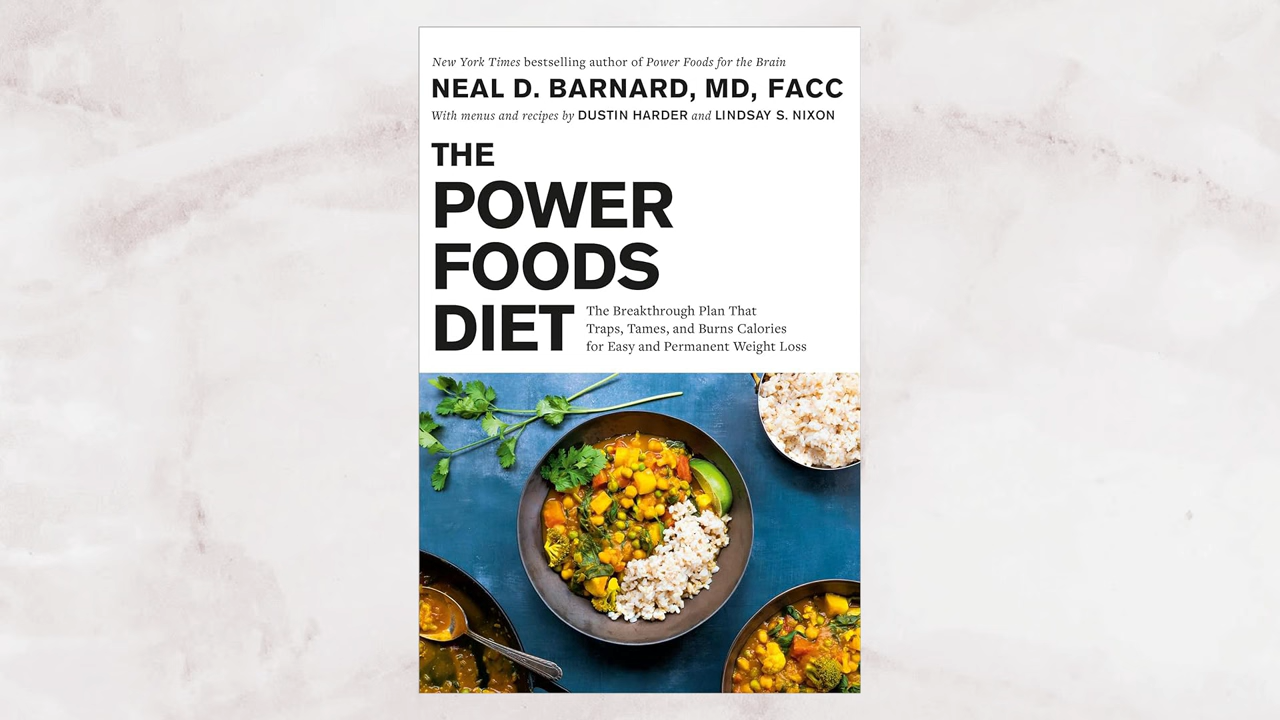 New York Times bestselling author of Power Foods for the Brain
NEAL D. BARNARD, MD, FACC
With menus and recipes by DUSTIN HARDER and LINDSAY S. NIXON
THE
POWER
FOODS
DIET
The Breakthrough Plan That
Traps, Tames, and Burns Calories
for Easy and Permanent Weight Loss